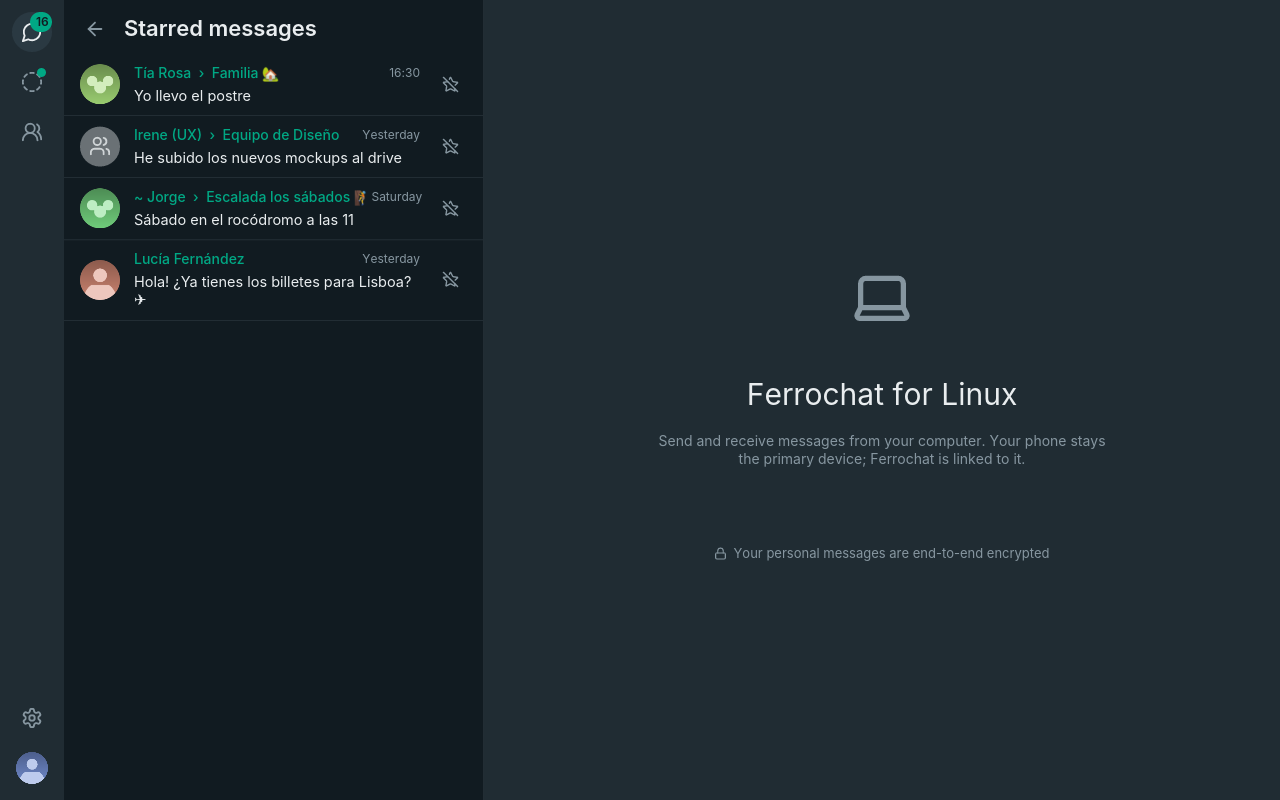 16
Starred messages
Tía Rosa › Familia 🏡 16:30
Yo llevo el postre
Irene (UX) › Equipo de Diseño Yesterday
He subido los nuevos mockups al drive
~ Jorge › Escalada los sábados 🧗 Saturday
Sábado en el rocódromo a las 11
Lucía Fernández Yesterday
Hola! ¿Ya tienes los billetes para Lisboa?
✈
Ferrochat for Linux
Send and receive messages from your computer. Your phone stays
the primary device; Ferrochat is linked to it.
Your personal messages are end-to-end encrypted